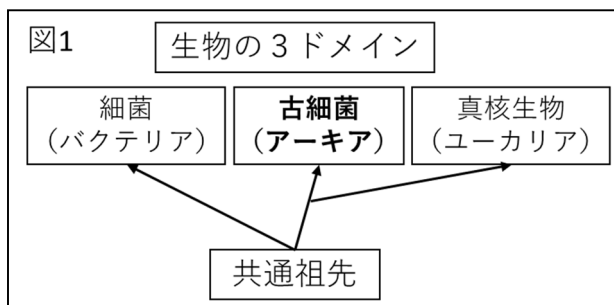 図1
生物の３ドメイン
細菌
（バクテリア）
古細菌
（アーキア）
真核生物
（ユーカリア）
共通祖先